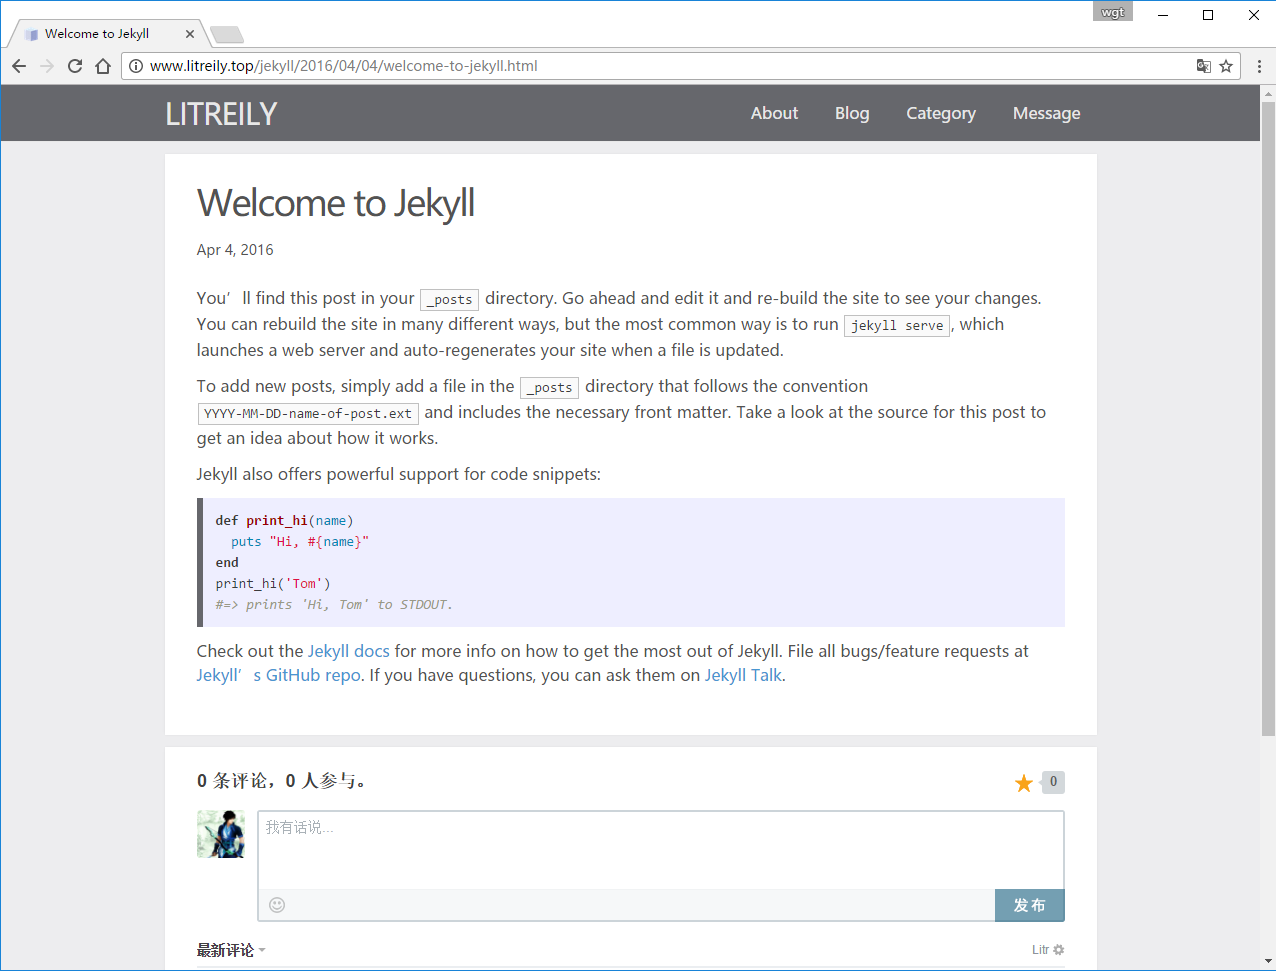 wgt
Welcome to Jekyll
www.litreily.top/jekyll/2016/04/04/welcome-to-jekyll.html
LITREILY About Blog Category Message
Welcome to Jekyll
Apr 4, 2016
You’ll find this post in your _posts directory. Go ahead and edit it and re-build the site to see your changes.
You can rebuild the site in many different ways, but the most common way is to run jekyll serve, which
launches a web server and auto-regenerates your site when a file is updated.
To add new posts, simply add a file in the _posts directory that follows the convention
YYYY-MM-DD-name-of-post.ext and includes the necessary front matter. Take a look at the source for this post to
get an idea about how it works.
Jekyll also offers powerful support for code snippets:
def print_hi(name)
  puts "Hi, #{name}"
end
print_hi('Tom')
#=> prints 'Hi, Tom' to STDOUT.
Check out the Jekyll docs for more info on how to get the most out of Jekyll. File all bugs/feature requests at
Jekyll’s GitHub repo. If you have questions, you can ask them on Jekyll Talk.
0 条评论，0 人参与。 0
我有话说...
发布
最新评论 Litr